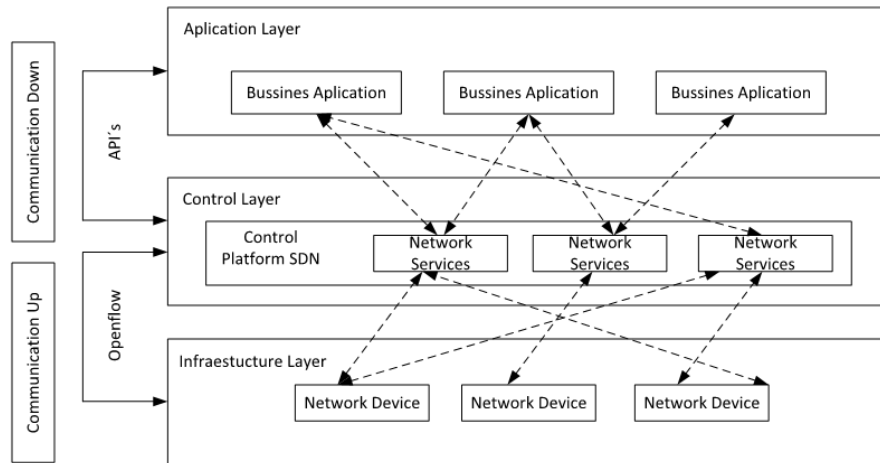 Aplication Layer
Bussines Aplication
Bussines Aplication
Bussines Aplication
Communication Down
API´s
Control Layer
Control
Platform SDN
Network
Services
Network
Services
Network
Services
Communication Up
Openflow
Infraestucture Layer
Network Device
Network Device
Network Device